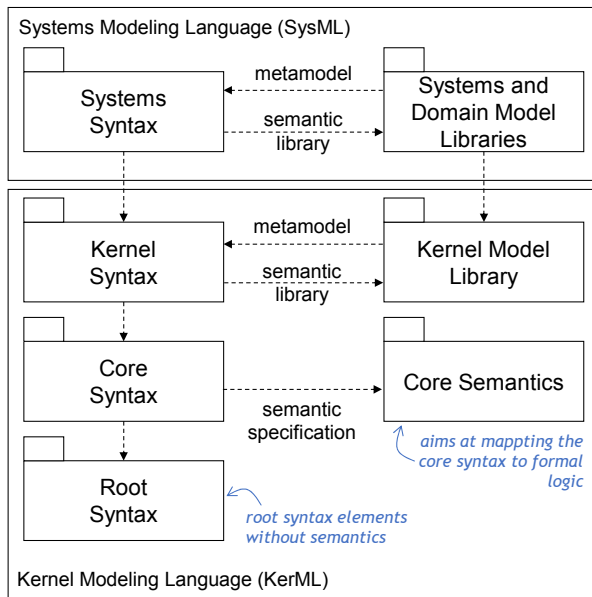 Systems Modeling Language (SysML)
metamodel
Systems
Syntax
semantic
library
Systems and
Domain Model
Libraries
metamodel
Kernel
Syntax
semantic
library
Kernel Model
Library
Core
Syntax
semantic
specification
Core Semantics
aims at mappting the
core syntax to formal
logic
Root
Syntax
root syntax elements
without semantics
Kernel Modeling Language (KerML)